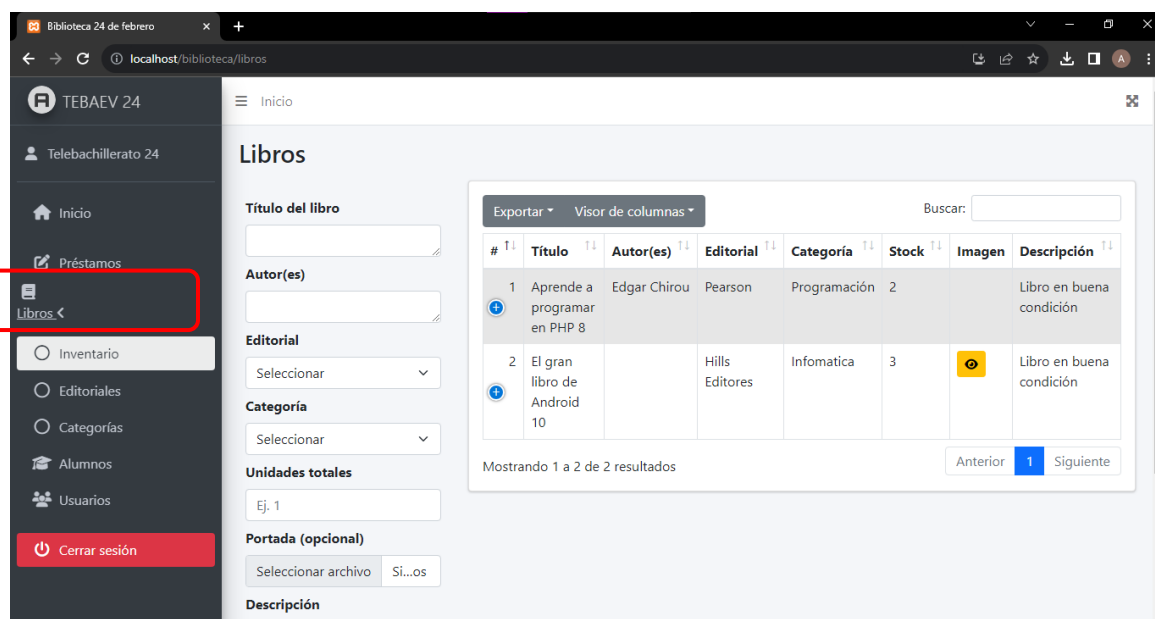 Biblioteca 24 de febrero
localhost/biblioteca/libros
A
TEBAEV 24
Inicio
Telebachillerato 24
Libros
Inicio
Préstamos
Libros
Inventario
Editoriales
Categorías
Alumnos
Usuarios
Cerrar sesión
Título del libro
Autor(es)
Editorial
Seleccionar
Categoría
Seleccionar
Unidades totales
Ej. 1
Portada (opcional)
Seleccionar archivo Si...os
Descripción
Exportar Visor de columnas Buscar:
# Título Autor(es) Editorial Categoría Stock Imagen Descripción
1 Aprende a Edgar Chirou Pearson Programación 2 Libro en buena
programar condición
en PHP 8
2 El gran Hills Infomatica 3 Libro en buena
libro de Editores condición
Android
10
Mostrando 1 a 2 de 2 resultados Anterior 1 Siguiente